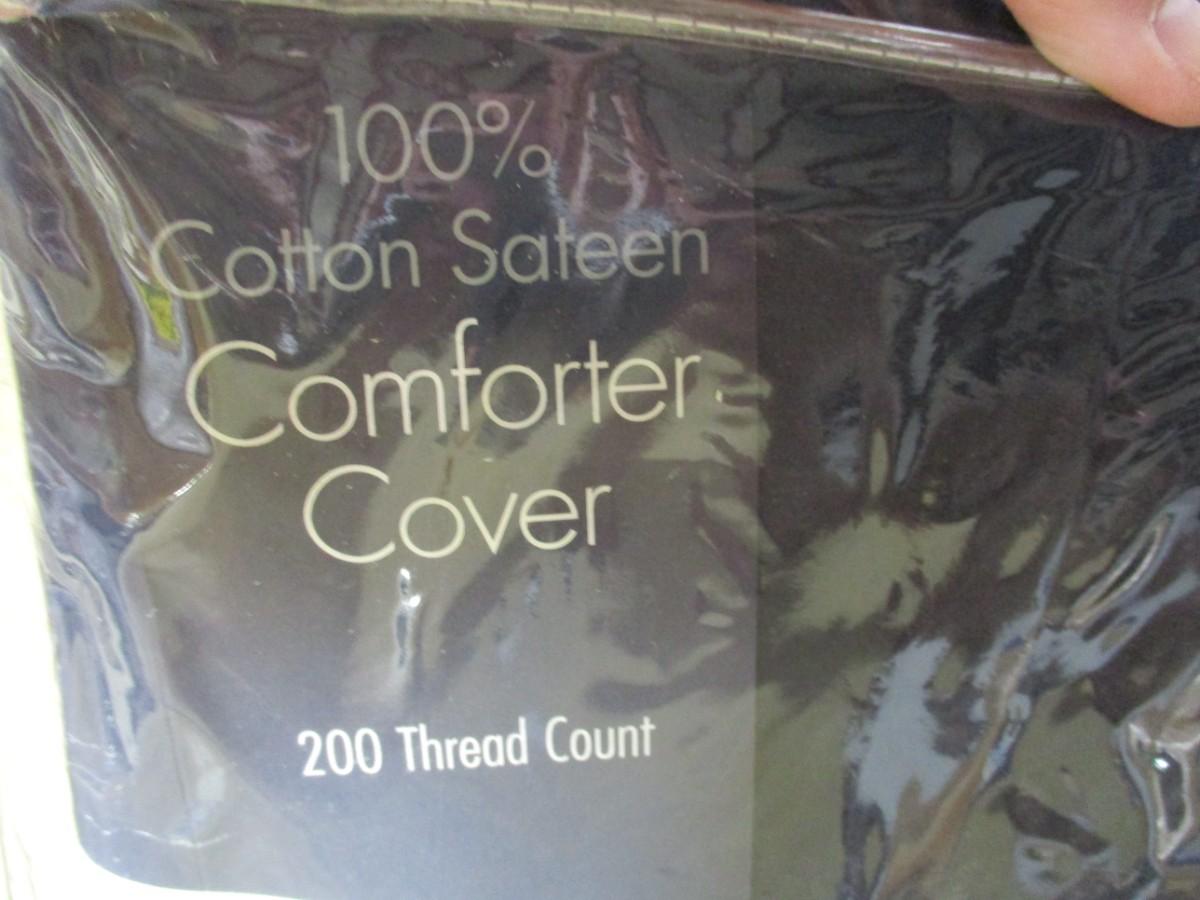 100%
Cotton Sateen
Comforter
Cover
200 Thread Count